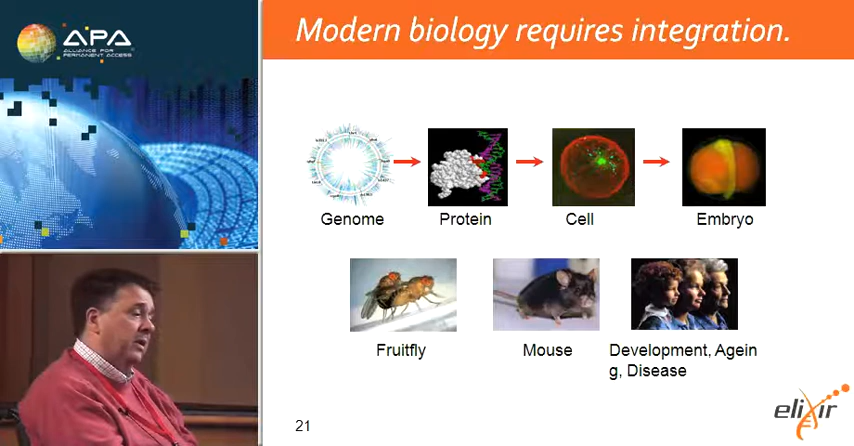 APA
ALLIANCE FOR
PERMANENT ACCESS
Modern biology requires integration.
Genome
Protein
Cell
Embryo
Fruitfly
Mouse
Development, Agein
g, Disease
21
elixir